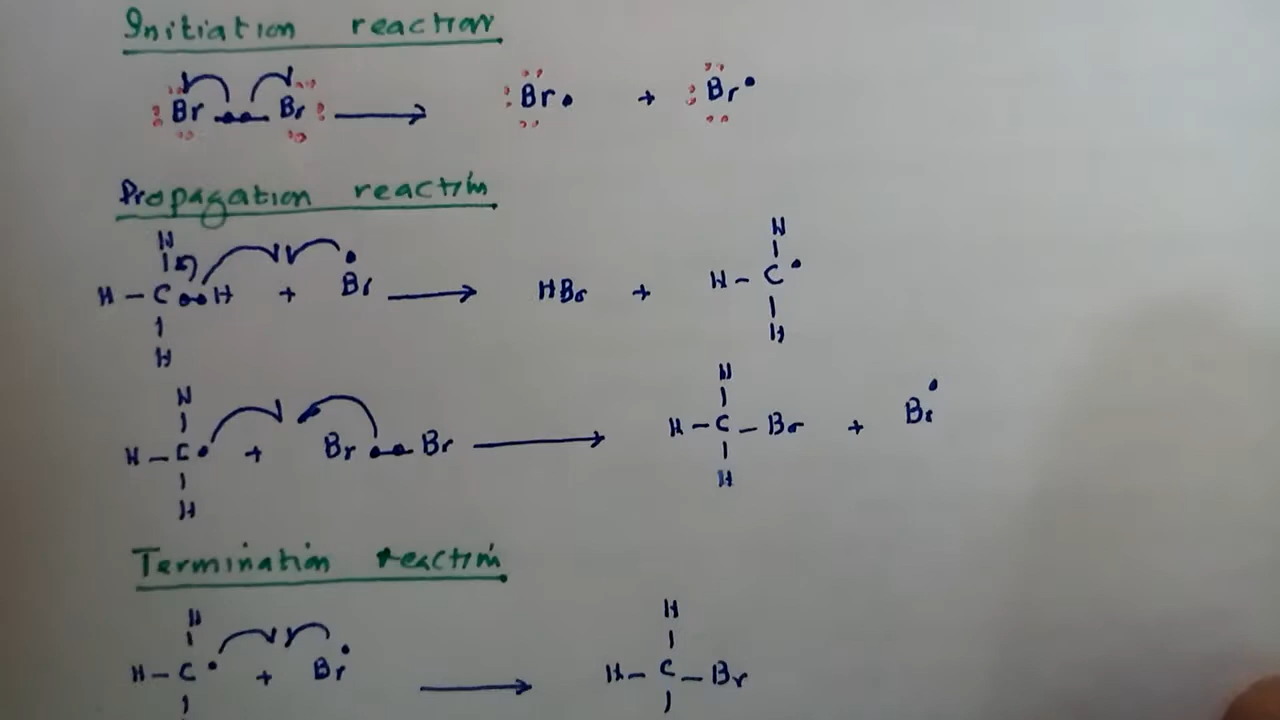 Initiation reaction
Br Br → Br• + Br•
Propagation reaction
H
H - C H + Br• → HBr + H - C•
H
H
H
H
H - C• + Br Br → H - C - Br + Br•
H
H
H
Termination reaction
H
H - C• + Br• → H - C - Br
H